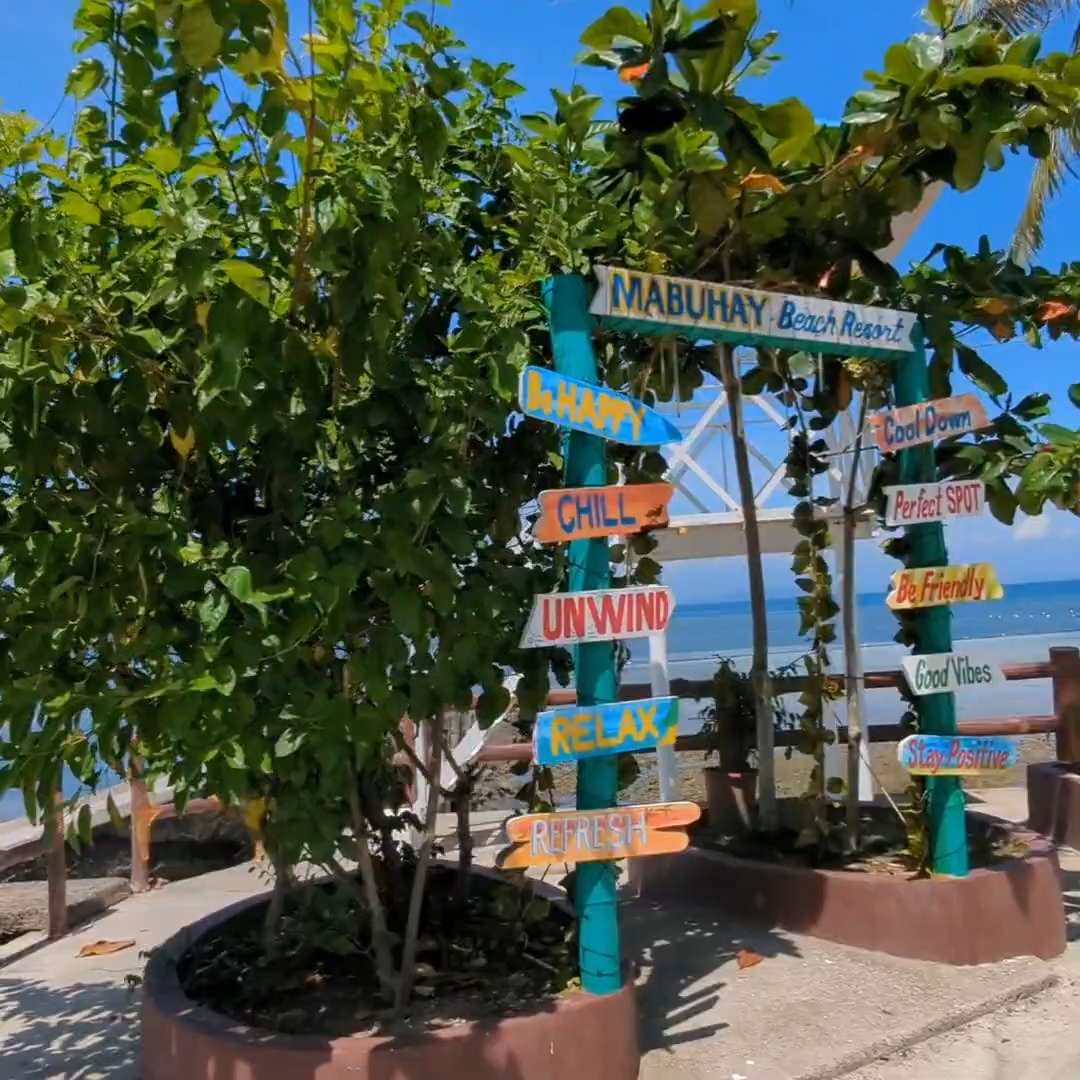 MABUHAY Beach Resort
Be HAPPY
CHILL
UNWIND
RELAX
REFRESH
Cool Down
Perfect SPOT
Be Friendly
Good Vibes
Stay Positive